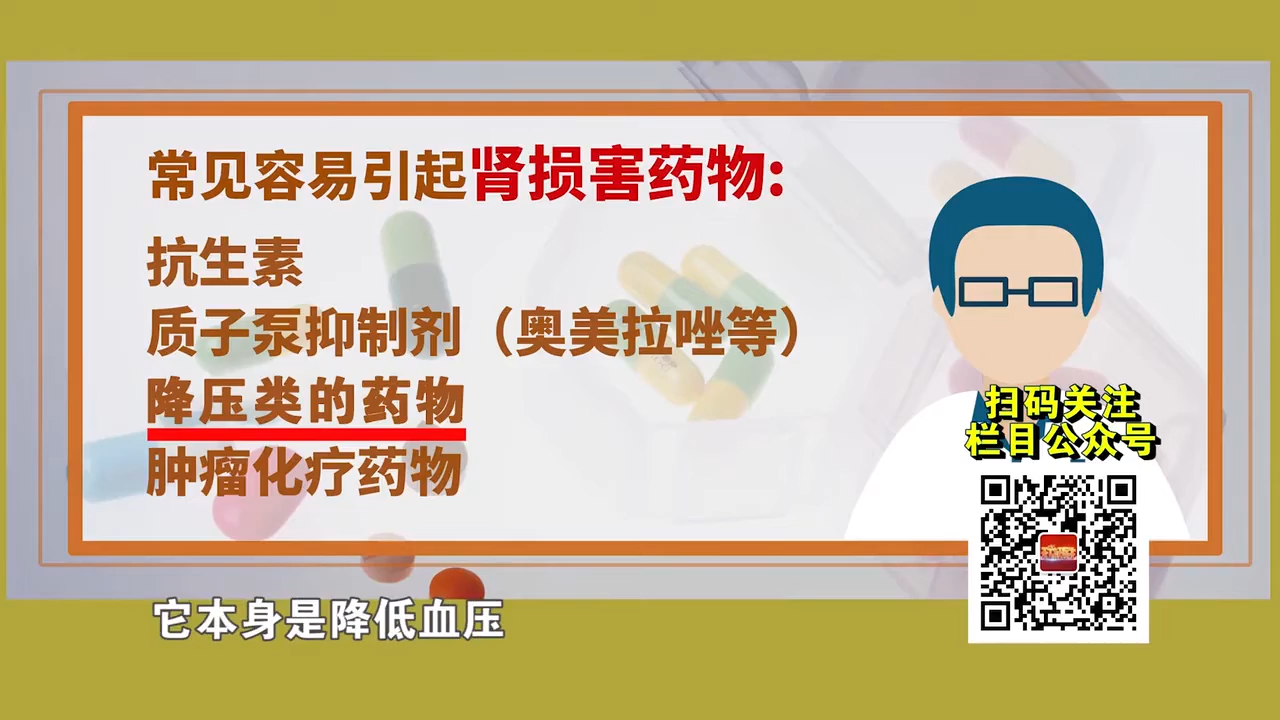 常见容易引起肾损害药物:
抗生素
质子泵抑制剂（奥美拉唑等）
降压类的药物
肿瘤化疗药物
扫码关注
栏目公众号
它本身是降低血压